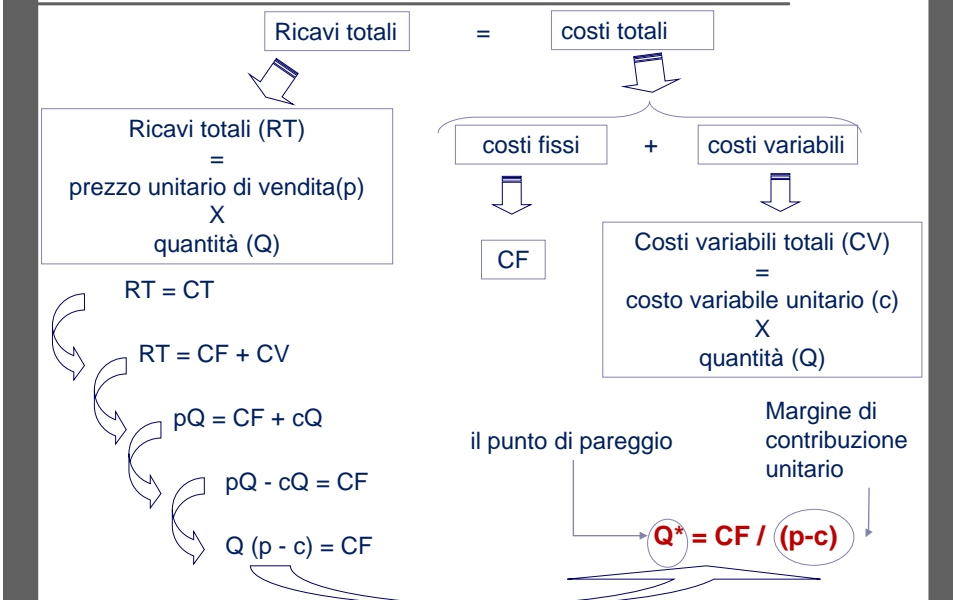 Ricavi totali = costi totali
Ricavi totali (RT)
=
prezzo unitario di vendita(p)
X
quantità (Q)
costi fissi + costi variabili
CF
Costi variabili totali (CV)
=
costo variabile unitario (c)
X
quantità (Q)
RT = CT
RT = CF + CV
pQ = CF + cQ
pQ - cQ = CF
Q (p - c) = CF
il punto di pareggio
Margine di
contribuzione
unitario
Q* = CF / (p-c)